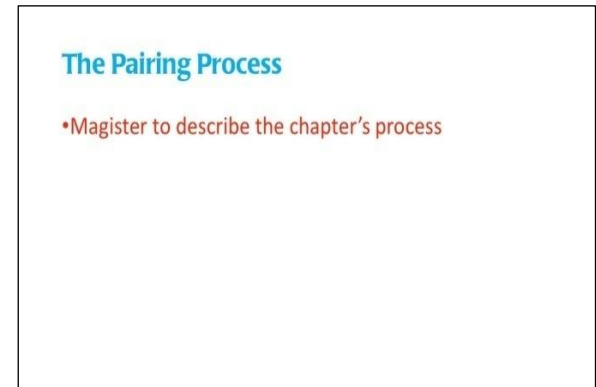 The Pairing Process
•Magister to describe the chapter’s process